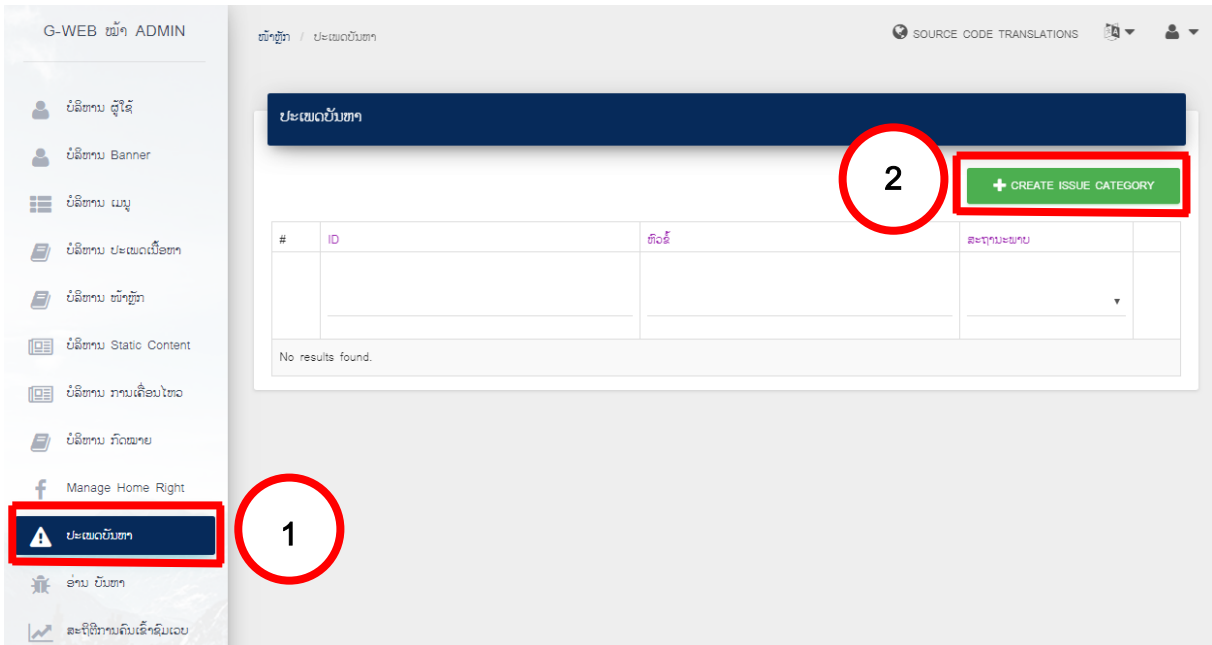 G-WEB ໜ້າ ADMIN
ໜ້າຫຼັກ / ປະເພດບັນຫາ
SOURCE CODE TRANSLATIONS
ບໍລິຫານ ຜູ້ໃຊ້
ບໍລິຫານ Banner
ບໍລິຫານ ເມນູ
ບໍລິຫານ ປະເພດເນື້ອຫາ
ບໍລິຫານ ໜ້າຫຼັກ
ບໍລິຫານ Static Content
ບໍລິຫານ ການເຄື່ອນໄຫວ
ບໍລິຫານ ກົດໝາຍ
Manage Home Right
ປະເພດບັນຫາ
1
ອ່ານ ບັນຫາ
ສະຖິຕິການຄົນເຂົ້າຊົມເວບ
ປະເພດບັນຫາ
2
CREATE ISSUE CATEGORY
# ID ຫົວຂໍ້ ສະຖານະພາບ
No results found.